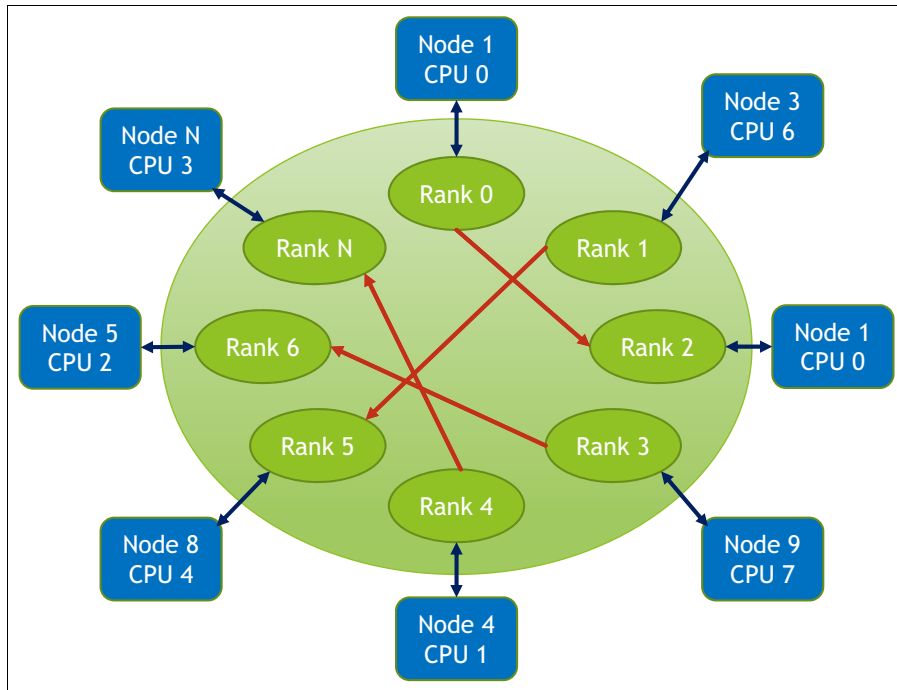 Node 1
CPU 0
Node 3
CPU 6
Node N
CPU 3
Rank 0
Rank N
Rank 1
Node 5
CPU 2
Rank 6
Rank 2
Node 1
CPU 0
Rank 5
Rank 3
Rank 4
Node 8
CPU 4
Node 9
CPU 7
Node 4
CPU 1